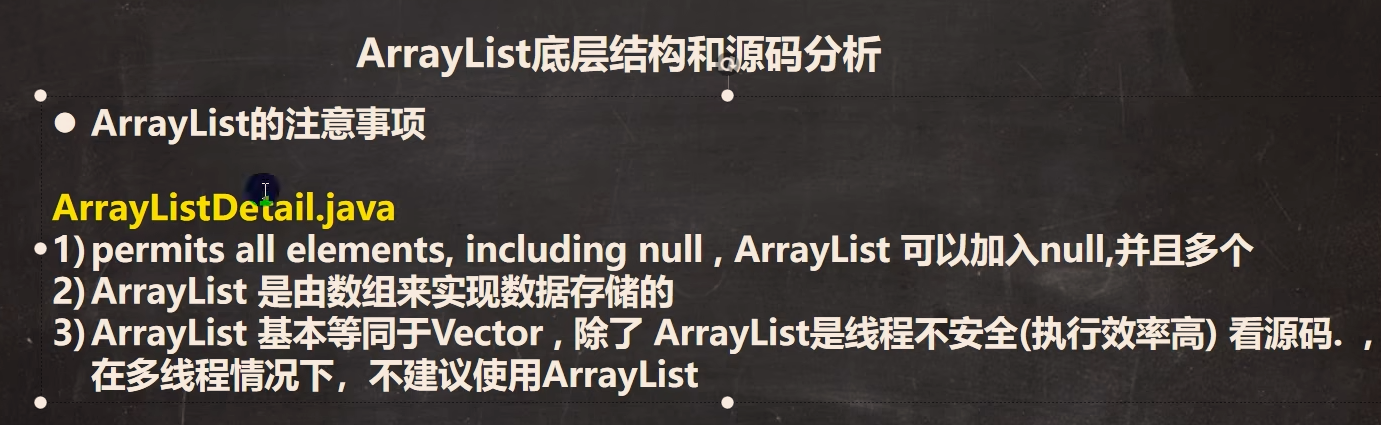 ArrayList底层结构和源码分析
● ArrayList的注意事项
ArrayListDetail.java
1) permits all elements, including null , ArrayList 可以加入null,并且多个
2) ArrayList 是由数组来实现数据存储的
3) ArrayList 基本等同于Vector , 除了 ArrayList是线程不安全(执行效率高) 看源码. ,
在多线程情况下，不建议使用ArrayList